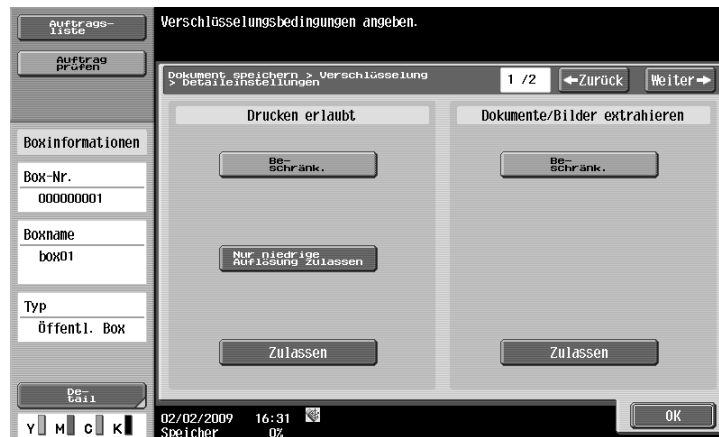 Auftrags-
liste
Auftrag
prüfen
Verschlüsselungsbedingungen angeben.
Dokument speichern > Verschlüsselung
> Detaileinstellungen
1 /2
←Zurück
Weiter→
Drucken erlaubt
Be-
schränk.
Nur niedrige
Auflösung zulassen
Zulassen
Dokumente/Bilder extrahieren
Be-
schränk.
Zulassen
Boxinformationen
Box-Nr.
000000001
Boxname
box01
Typ
Öffentl. Box
De-
tail
Y M C K
02/02/2009 16:31
Speicher 0%
OK